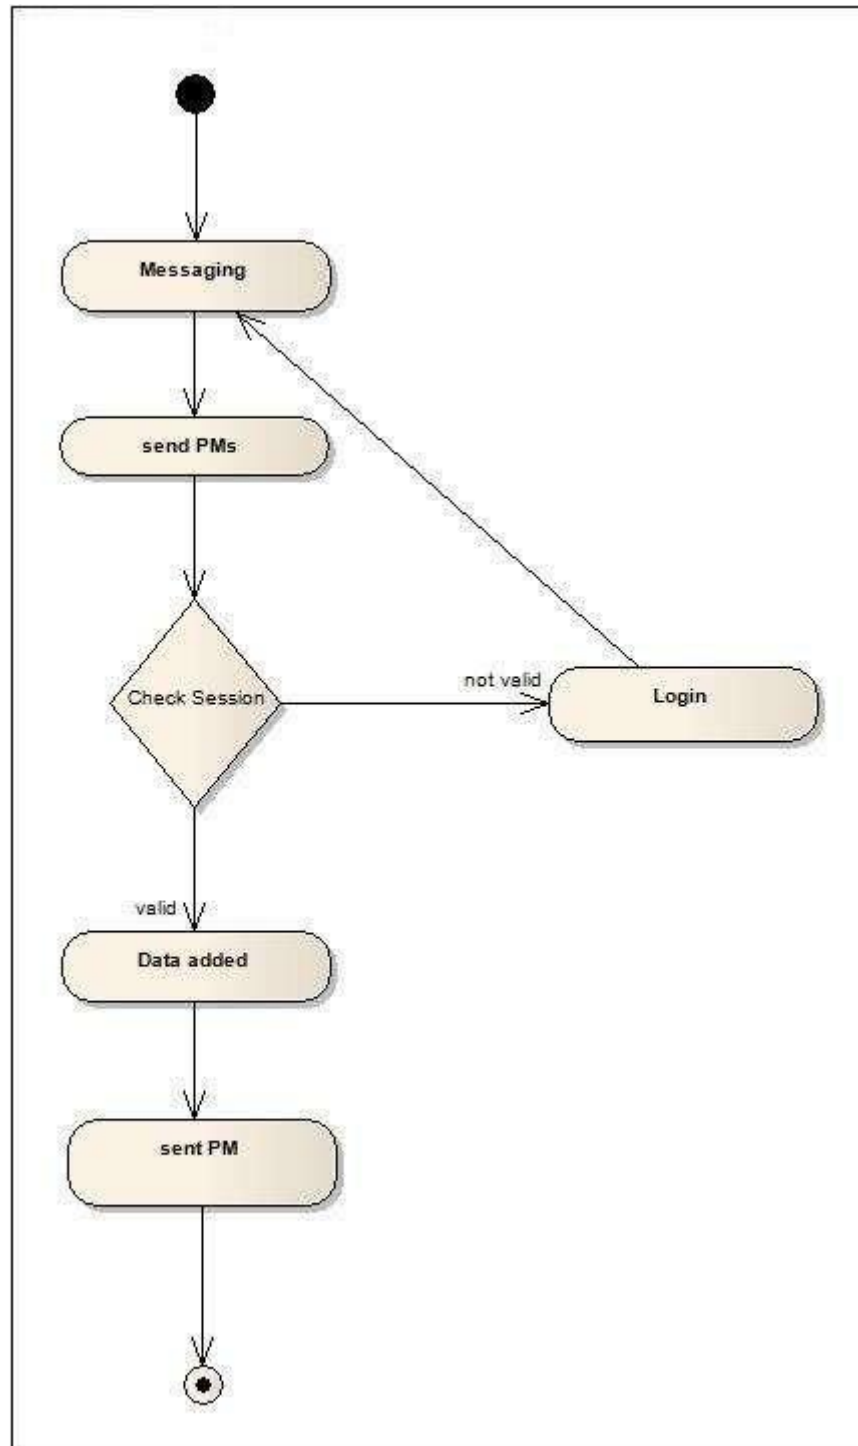 Messaging
send PMs
Check Session
not valid
Login
valid
Data added
sent PM